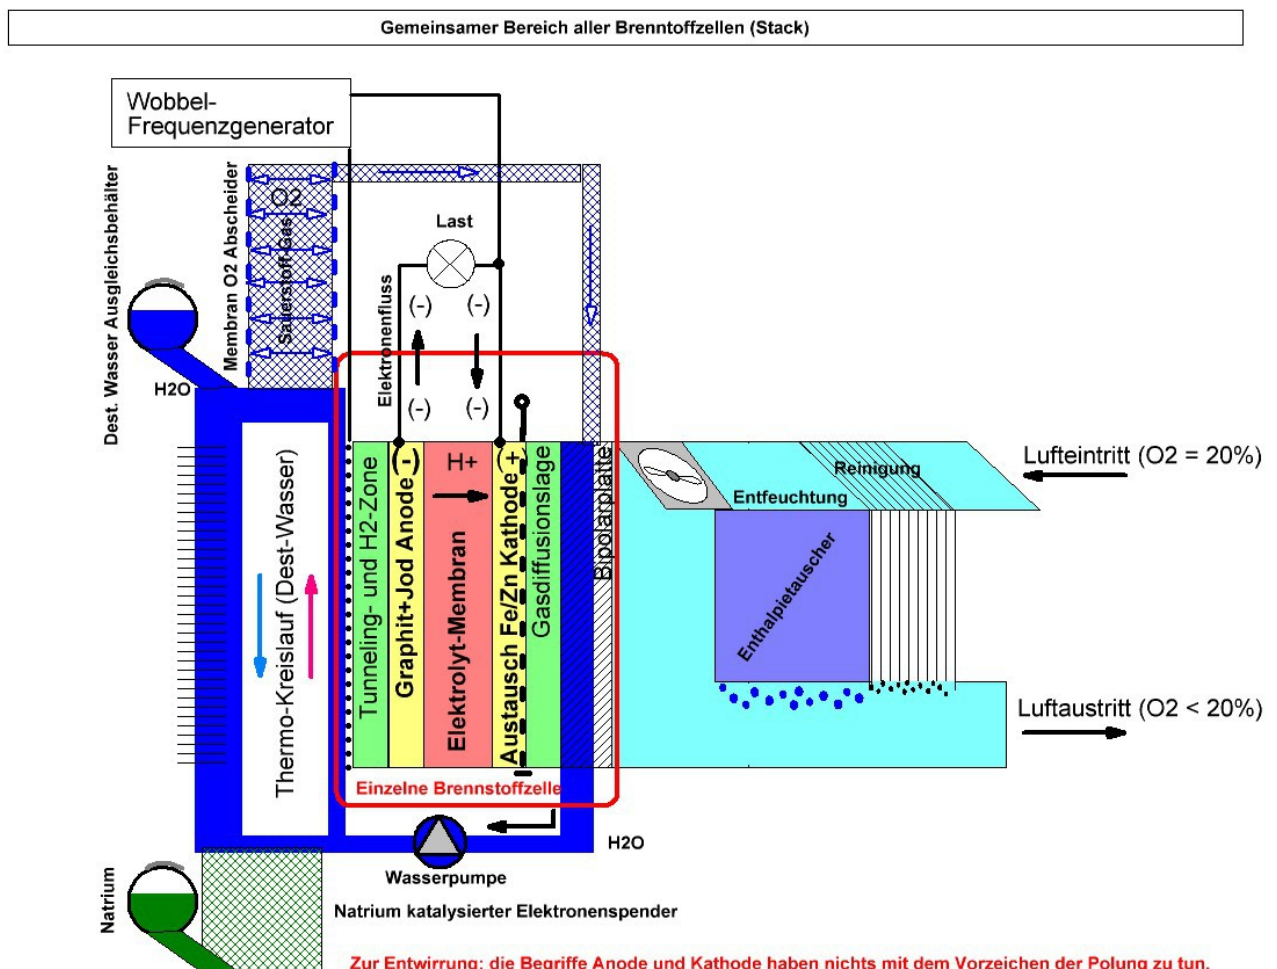 Gemeinsamer Bereich aller Brenntoffzellen (Stack)
Wobbel-
Frequenzgenerator
Dest. Wasser Ausgleichsbehälter
Membran O2 Abscheider
O2
Sauerstoff-Gas
Last
Elektronenfluss
(-)
(-)
(-)
(-)
H2O
Thermo-Kreislauf (Dest-Wasser)
Tunneling- und H2-Zone
Graphit+Jod Anode(-)
H+
Elektrolyt-Membran
Austausch Fe/Zn Kathode(+)
Gasdiffusionslage
Bipolarplatte
Einzelne Brennstoffzelle
Lufteintritt (O2 = 20%)
Reinigung
Entfeuchtung
Enthalpietauscher
Luftaustritt (O2 < 20%)
H2O
Wasserpumpe
Natrium
Natrium katalysierter Elektronenspender
Zur Entwirrung: die Begriffe Anode und Kathode haben nichts mit dem Vorzeichen der Polung zu tun.